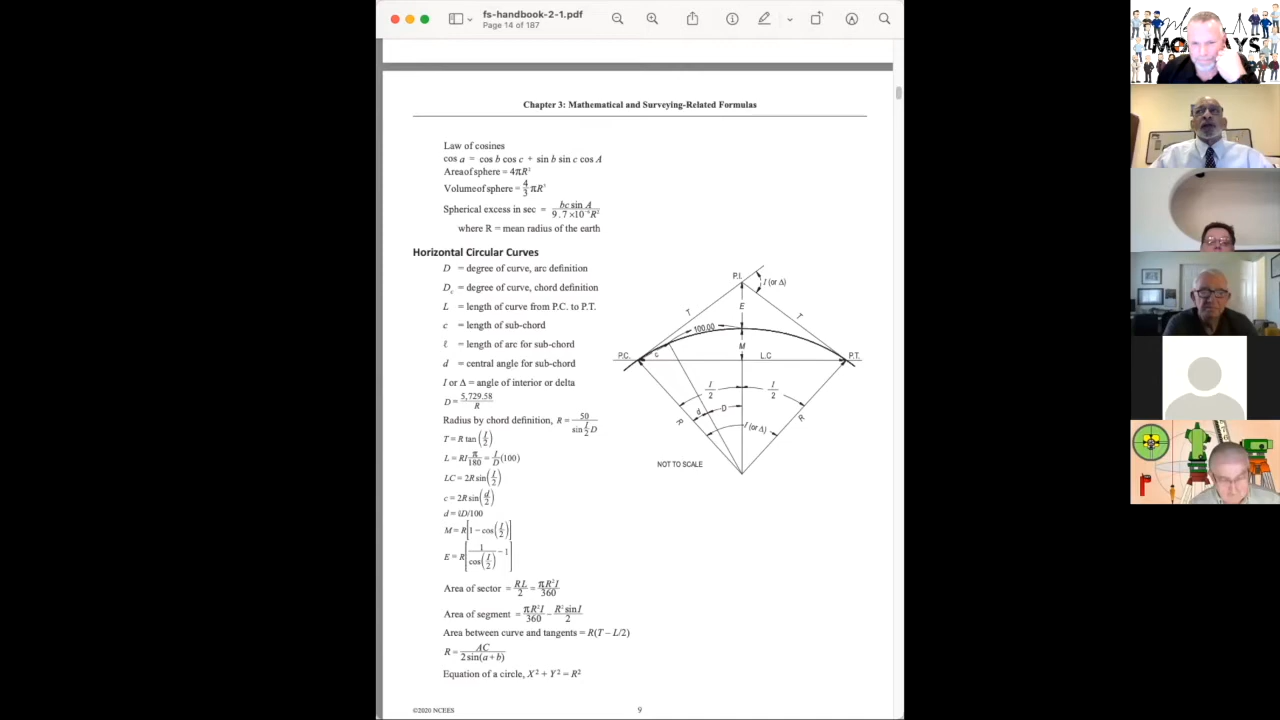 fs-handbook-2-1.pdf
Page 14 of 187
Chapter 3: Mathematical and Surveying-Related Formulas
Law of cosines
cos a = cos b cos c + sin b sin c cos A
Area of sphere = 4πR²
Volume of sphere = 4/3 πR³
Spherical excess in sec = bc sin A / 9.7 ×10⁻⁶ R²
where R = mean radius of the earth
Horizontal Circular Curves
D = degree of curve, arc definition
D_c = degree of curve, chord definition
L = length of curve from P.C. to P.T.
c = length of sub-chord
ℓ = length of arc for sub-chord
d = central angle for sub-chord
I or Δ = angle of interior or delta
D = 5,729.58 / R
Radius by chord definition, R = 50 / sin ½ D
T = R tan (I/2)
L = RI π/180 = I/D (100)
LC = 2R sin (I/2)
c = 2R sin (d/2)
d = ℓD/100
M = R[1 − cos(I/2)]
E = R[1/cos(I/2) − 1]
Area of sector = RL/2 = πR²I/360
Area of segment = πR²I/360 − R² sin I/2
Area between curve and tangents = R(T – L/2)
R = AC / 2 sin(a + b)
Equation of a circle, X² + Y² = R²
P.I.
I (or Δ)
T
E
T
100.00
c
M
P.C.
L.C
P.T.
I/2
I/2
d
D
R
I (or Δ)
R
NOT TO SCALE
©2020 NCEES
9